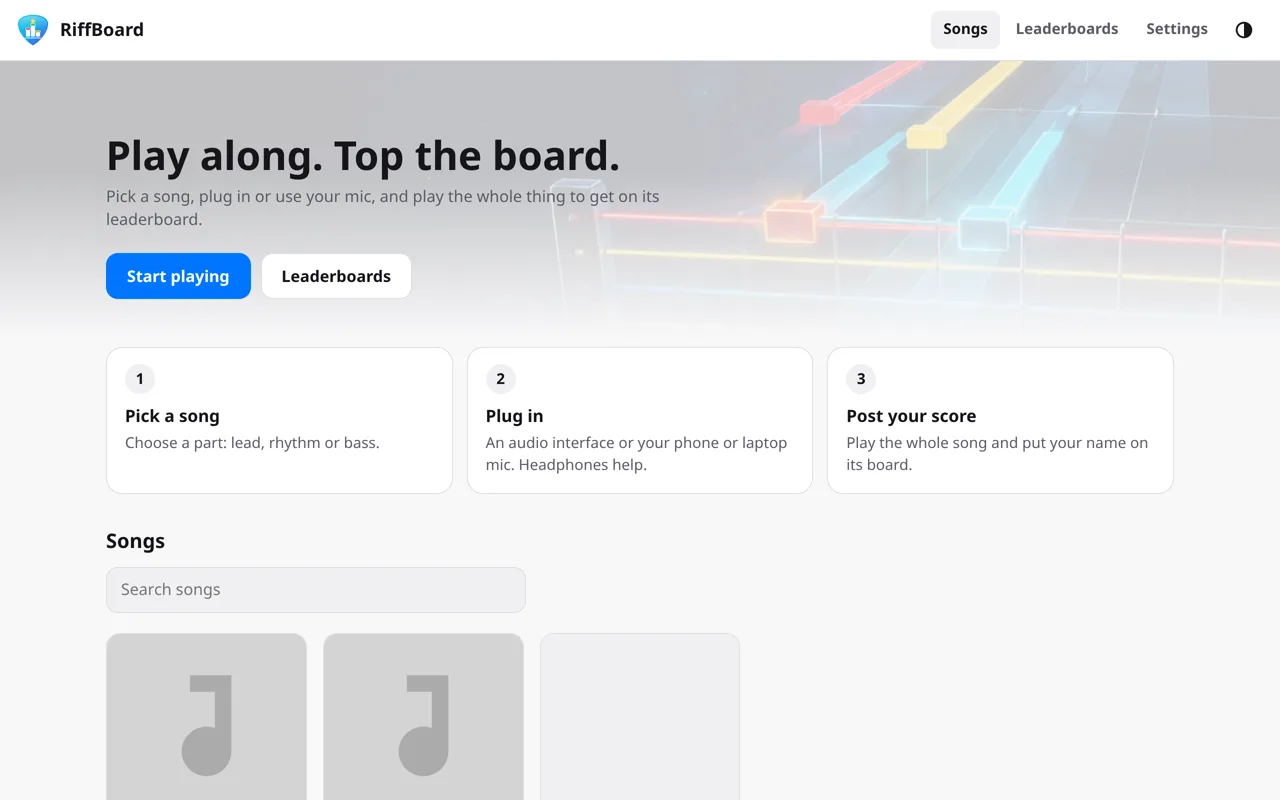 RiffBoard
Songs
Leaderboards
Settings
Play along. Top the board.
Pick a song, plug in or use your mic, and play the whole thing to get on its
leaderboard.
Start playing
Leaderboards
1
Pick a song
Choose a part: lead, rhythm or bass.
2
Plug in
An audio interface or your phone or laptop
mic. Headphones help.
3
Post your score
Play the whole song and put your name on
its board.
Songs
Search songs